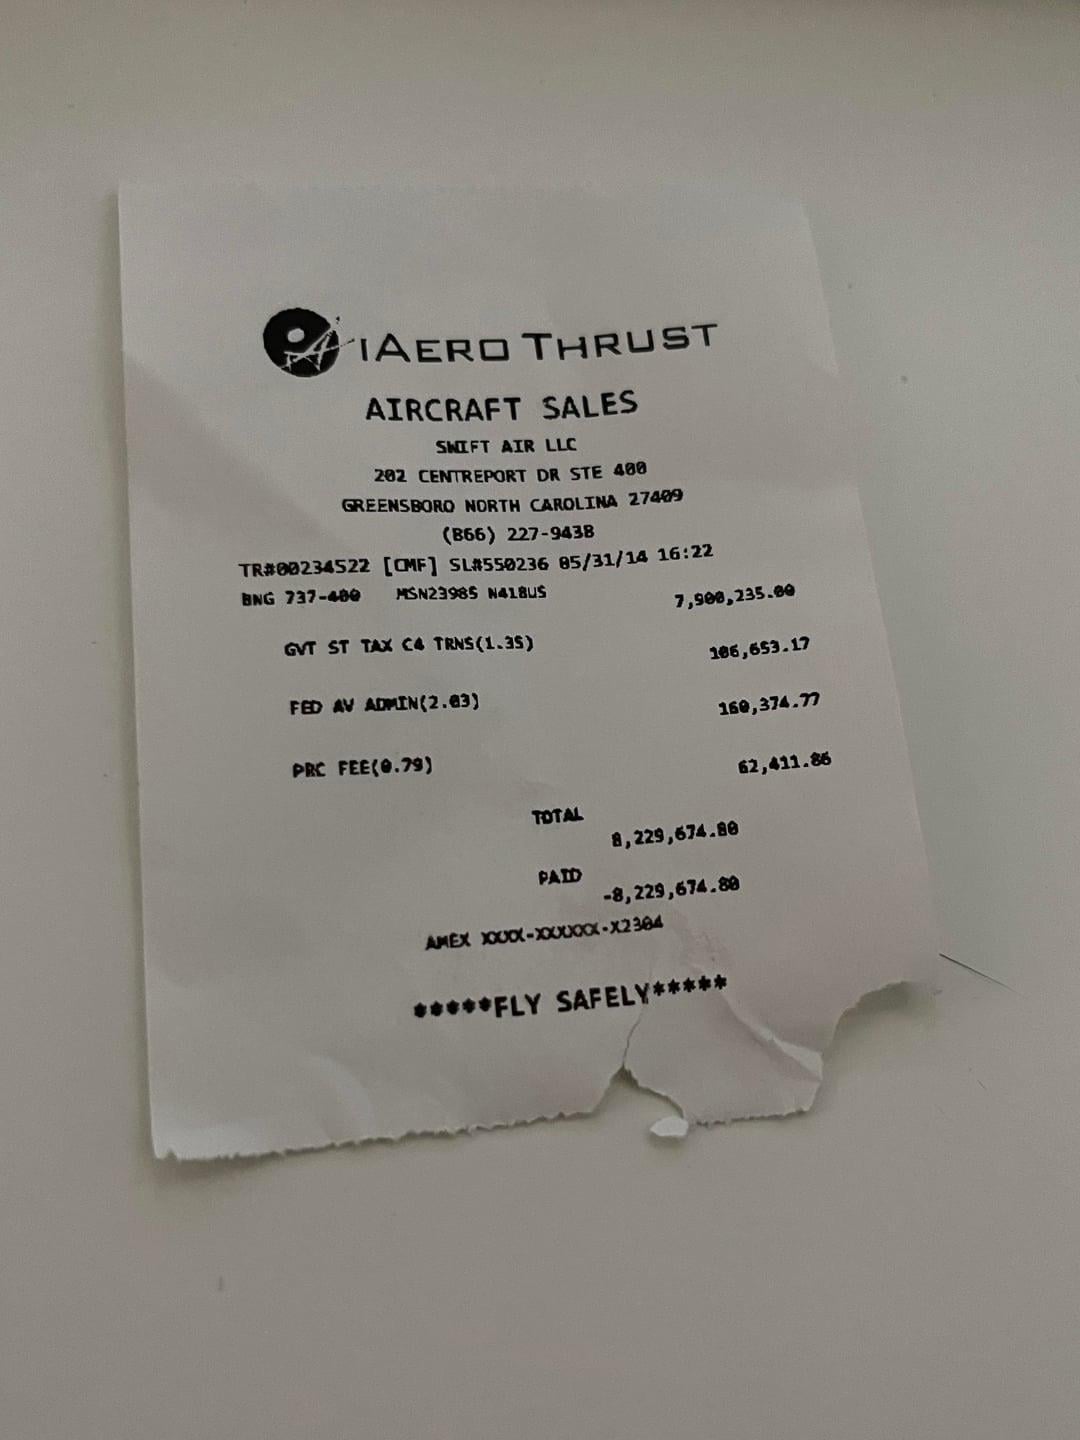 IAERO THRUST
AIRCRAFT SALES
SWIFT AIR LLC
202 CENTREPORT DR STE 400
GREENSBORO NORTH CAROLINA 27409
(866) 227-9438
TR#00234522 [CMF] SL#550236 05/31/14 16:22
BNG 737-400 MSN23985 N418US 7,900,235.00
GVT ST TAX C4 TRNS(1.35) 106,653.17
FED AV ADMIN(2.03) 160,374.77
PRC FEE(0.79) 62,411.86
TOTAL
8,229,674.80
PAID
-8,229,674.80
AMEX XXXX-XXXXXX-X2304
*****FLY SAFELY*****